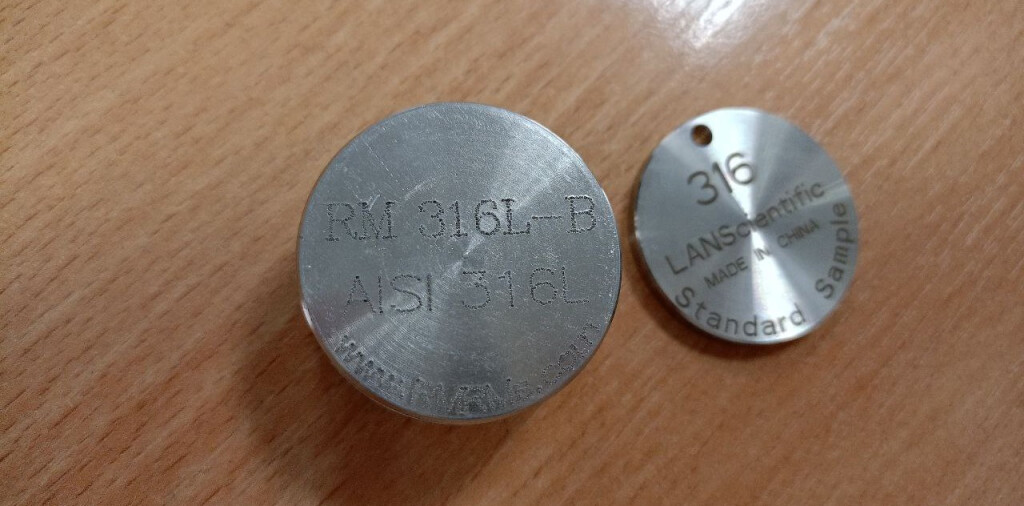 RM 316L-B
AISI 316L
316
LANScientific
MADE IN CHINA
Standard Sample